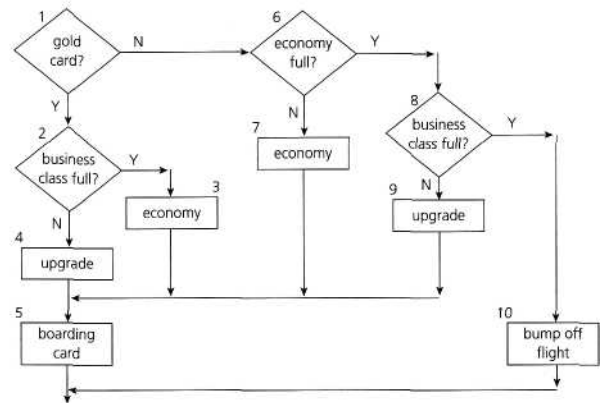 1
gold
card?
N
Y
6
economy
full?
Y
N
2
business
class full?
Y
N
3
economy
7
economy
8
business
class full?
Y
N
9
upgrade
4
upgrade
5
boarding
card
10
bump off
flight